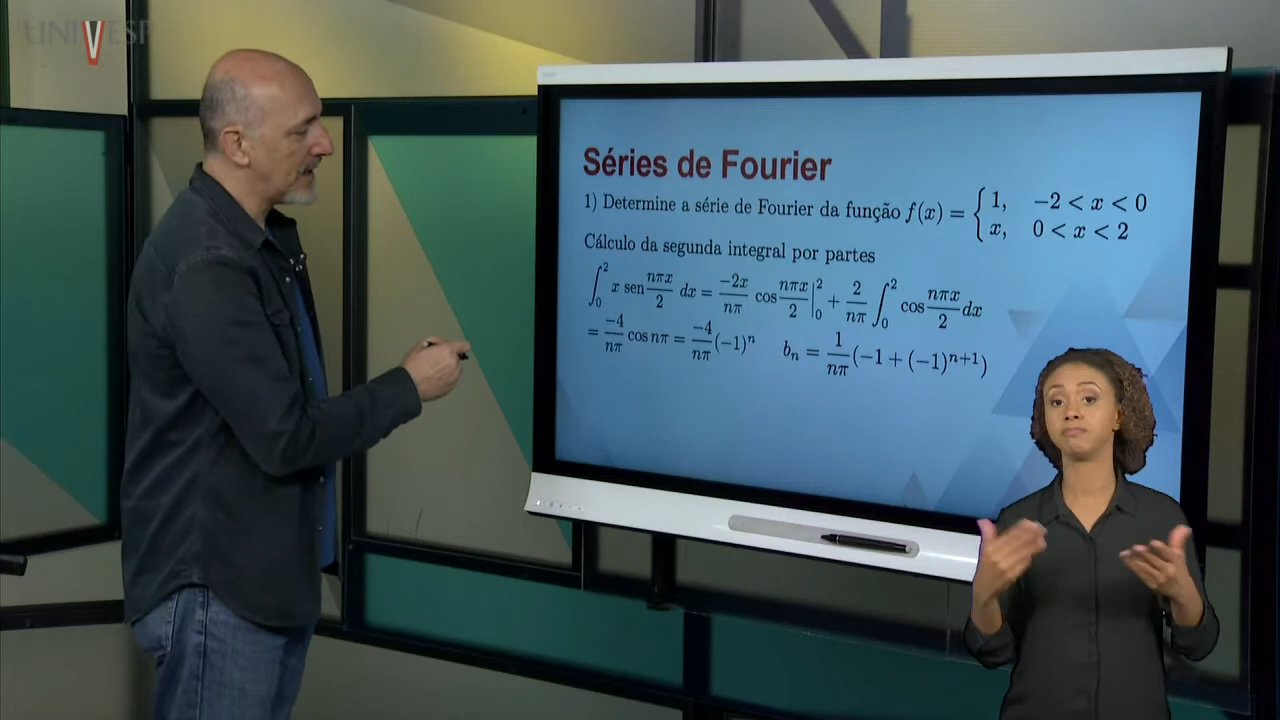 UNIVESP
Séries de Fourier
1) Determine a série de Fourier da função f(x) = { 1, −2 < x < 0
x, 0 < x < 2
Cálculo da segunda integral por partes
∫₀² x sen nπx/2 dx = −2x/nπ cos nπx/2 |₀² + 2/nπ ∫₀² cos nπx/2 dx
= −4/nπ cos nπ = −4/nπ (−1)ⁿ bₙ = 1/nπ (−1 + (−1)ⁿ⁺¹)